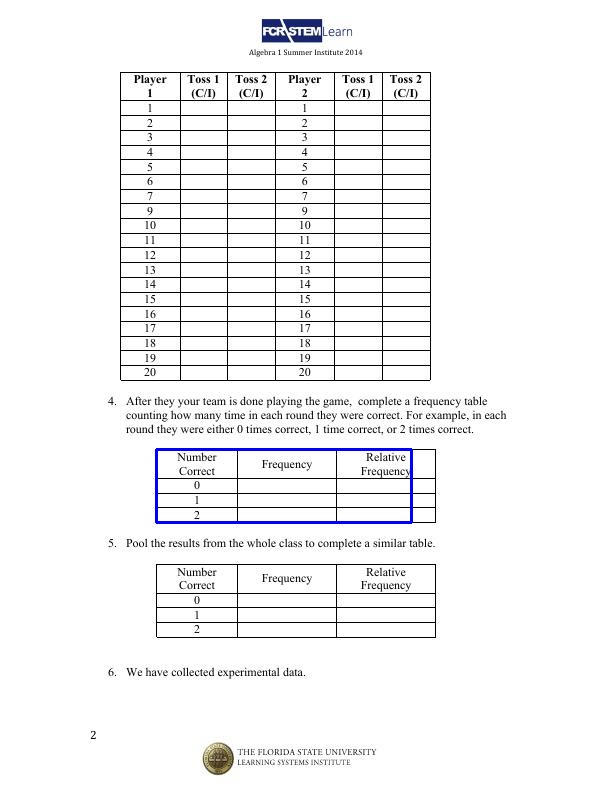 FCR STEM Learn
Algebra 1 Summer Institute 2014
Player 1 Toss 1 (C/I) Toss 2 (C/I) Player 2 Toss 1 (C/I) Toss 2 (C/I)
1 1
2 2
3 3
4 4
5 5
6 6
7 7
9 9
10 10
11 11
12 12
13 13
14 14
15 15
16 16
17 17
18 18
19 19
20 20
4. After they your team is done playing the game, complete a frequency table
counting how many time in each round they were correct. For example, in each
round they were either 0 times correct, 1 time correct, or 2 times correct.
Number Correct Frequency Relative Frequency
0
1
2
5. Pool the results from the whole class to complete a similar table.
Number Correct Frequency Relative Frequency
0
1
2
6. We have collected experimental data.
2
THE FLORIDA STATE UNIVERSITY
LEARNING SYSTEMS INSTITUTE